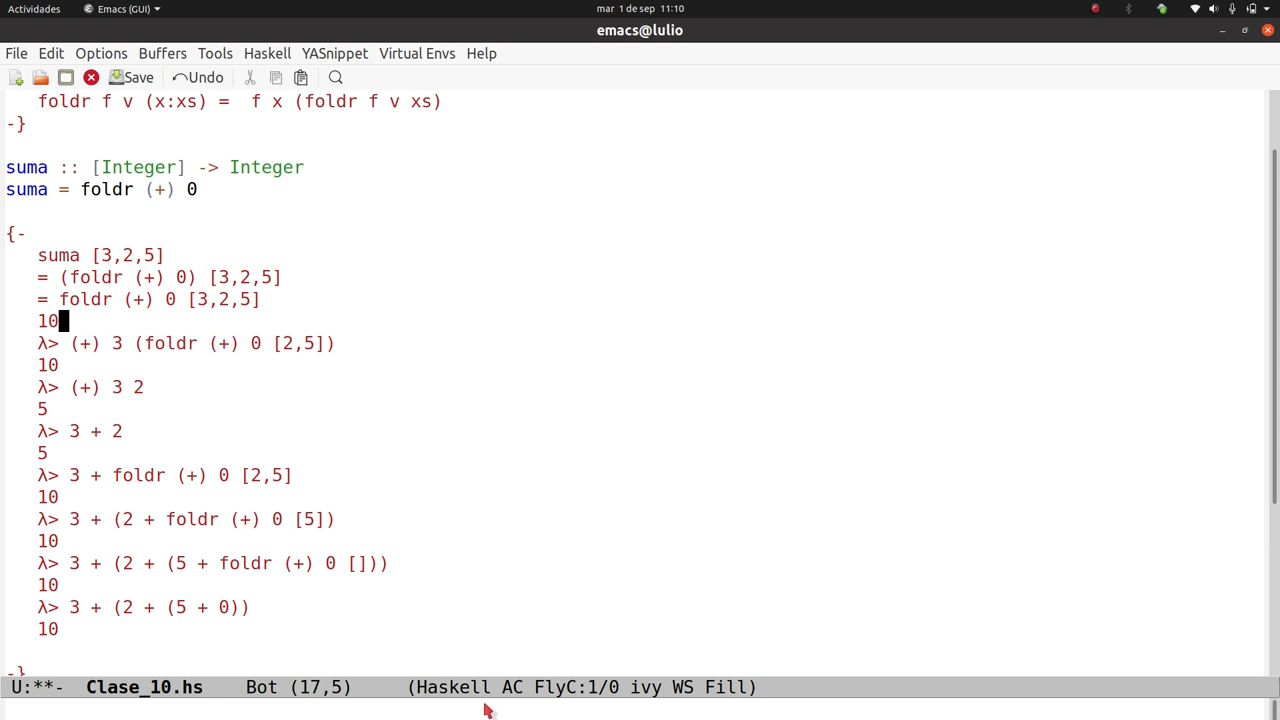 Actividades Emacs (GUI) mar 1 de sep 11:10
emacs@lulio
File Edit Options Buffers Tools Haskell YASnippet Virtual Envs Help
Save Undo
foldr f v (x:xs) =  f x (foldr f v xs)
-}
suma :: [Integer] -> Integer
suma = foldr (+) 0
{-
suma [3,2,5]
= (foldr (+) 0) [3,2,5]
= foldr (+) 0 [3,2,5]
10
λ> (+) 3 (foldr (+) 0 [2,5])
10
λ> (+) 3 2
5
λ> 3 + 2
5
λ> 3 + foldr (+) 0 [2,5]
10
λ> 3 + (2 + foldr (+) 0 [5])
10
λ> 3 + (2 + (5 + foldr (+) 0 []))
10
λ> 3 + (2 + (5 + 0))
10
-}
U:**- Clase_10.hs Bot (17,5) (Haskell AC FlyC:1/0 ivy WS Fill)